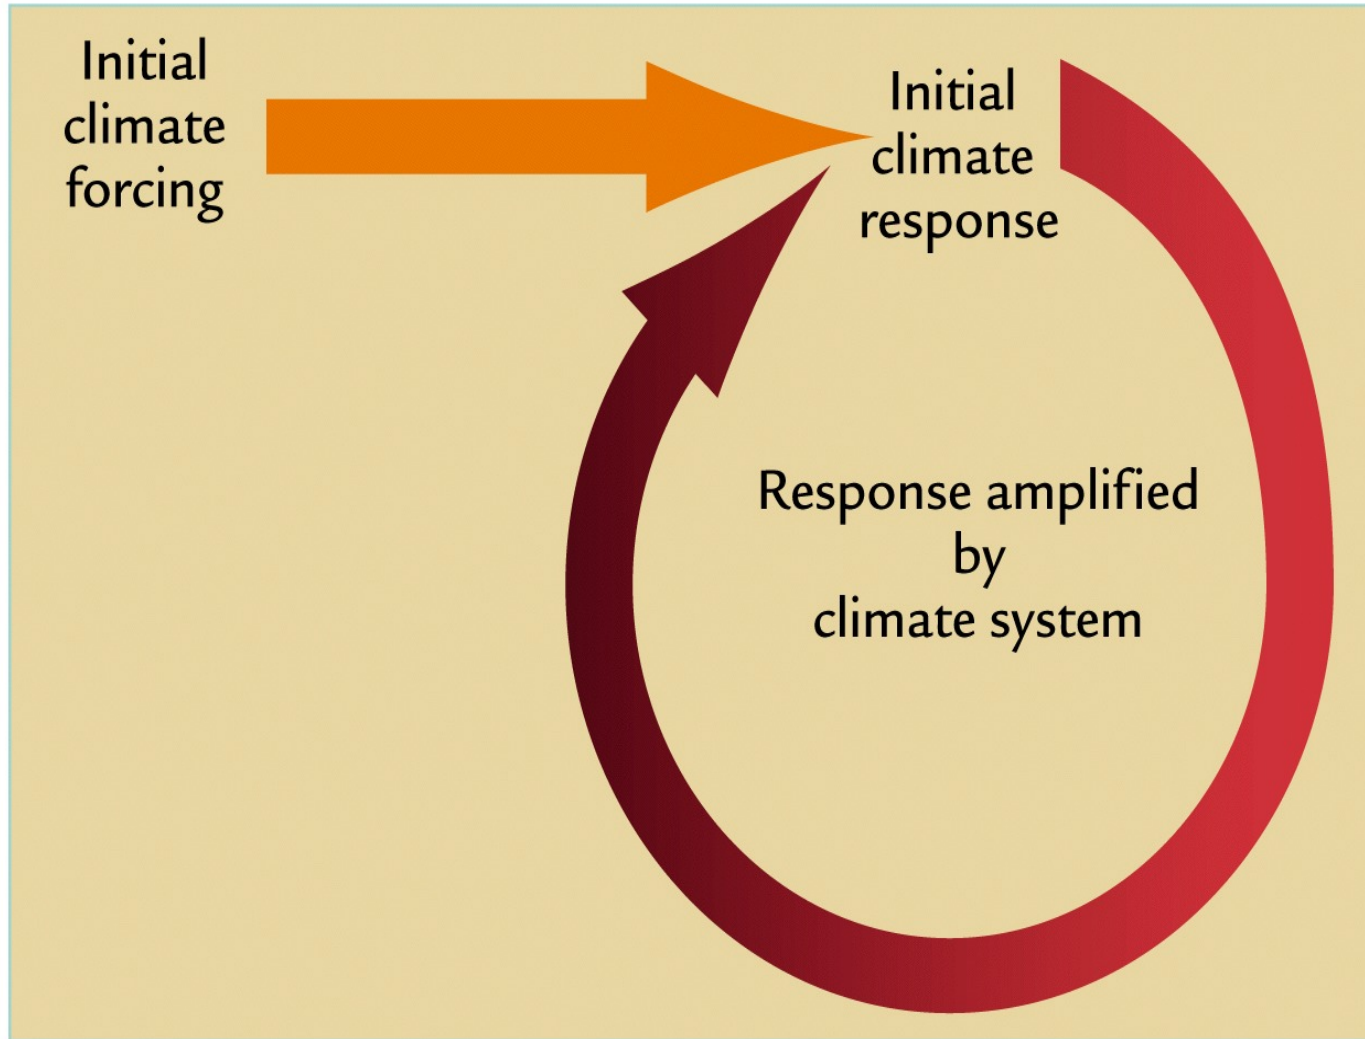 Initial
climate
forcing
Initial
climate
response
Response amplified
by
climate system